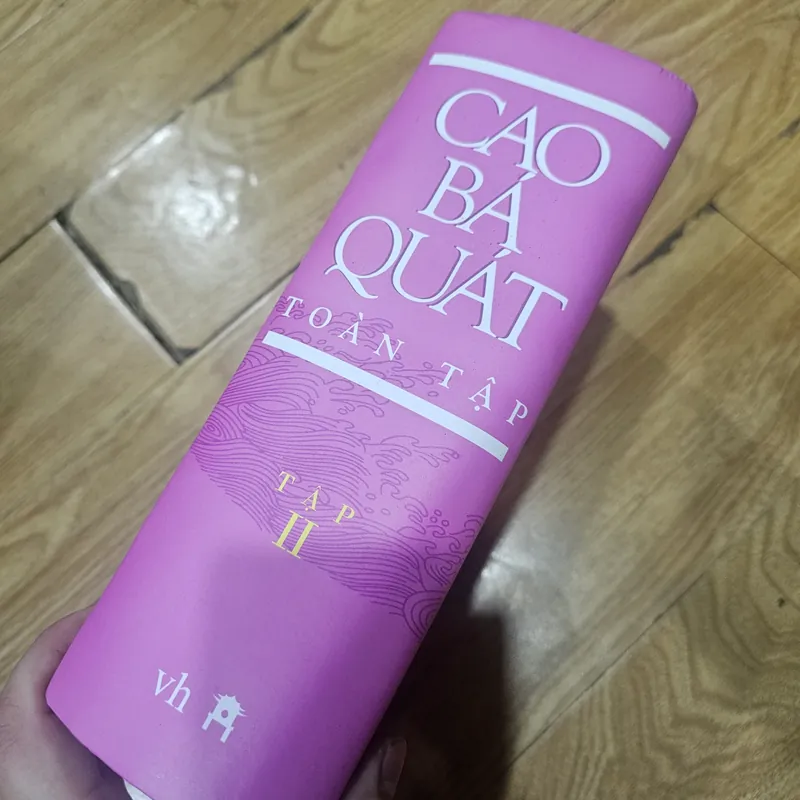 CAO
BÁ
QUÁT
TOÀN TẬP
TẬP
II
vh